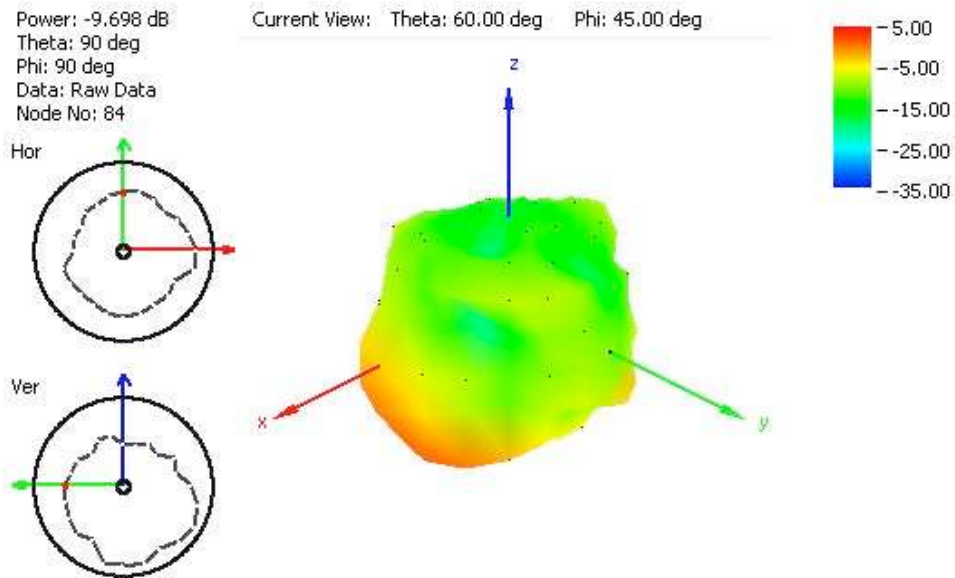 Power: -9.698 dB
Theta: 90 deg
Phi: 90 deg
Data: Raw Data
Node No: 84
Current View: Theta: 60.00 deg Phi: 45.00 deg
5.00
-5.00
-15.00
-25.00
-35.00
Hor
Ver
z
x
y